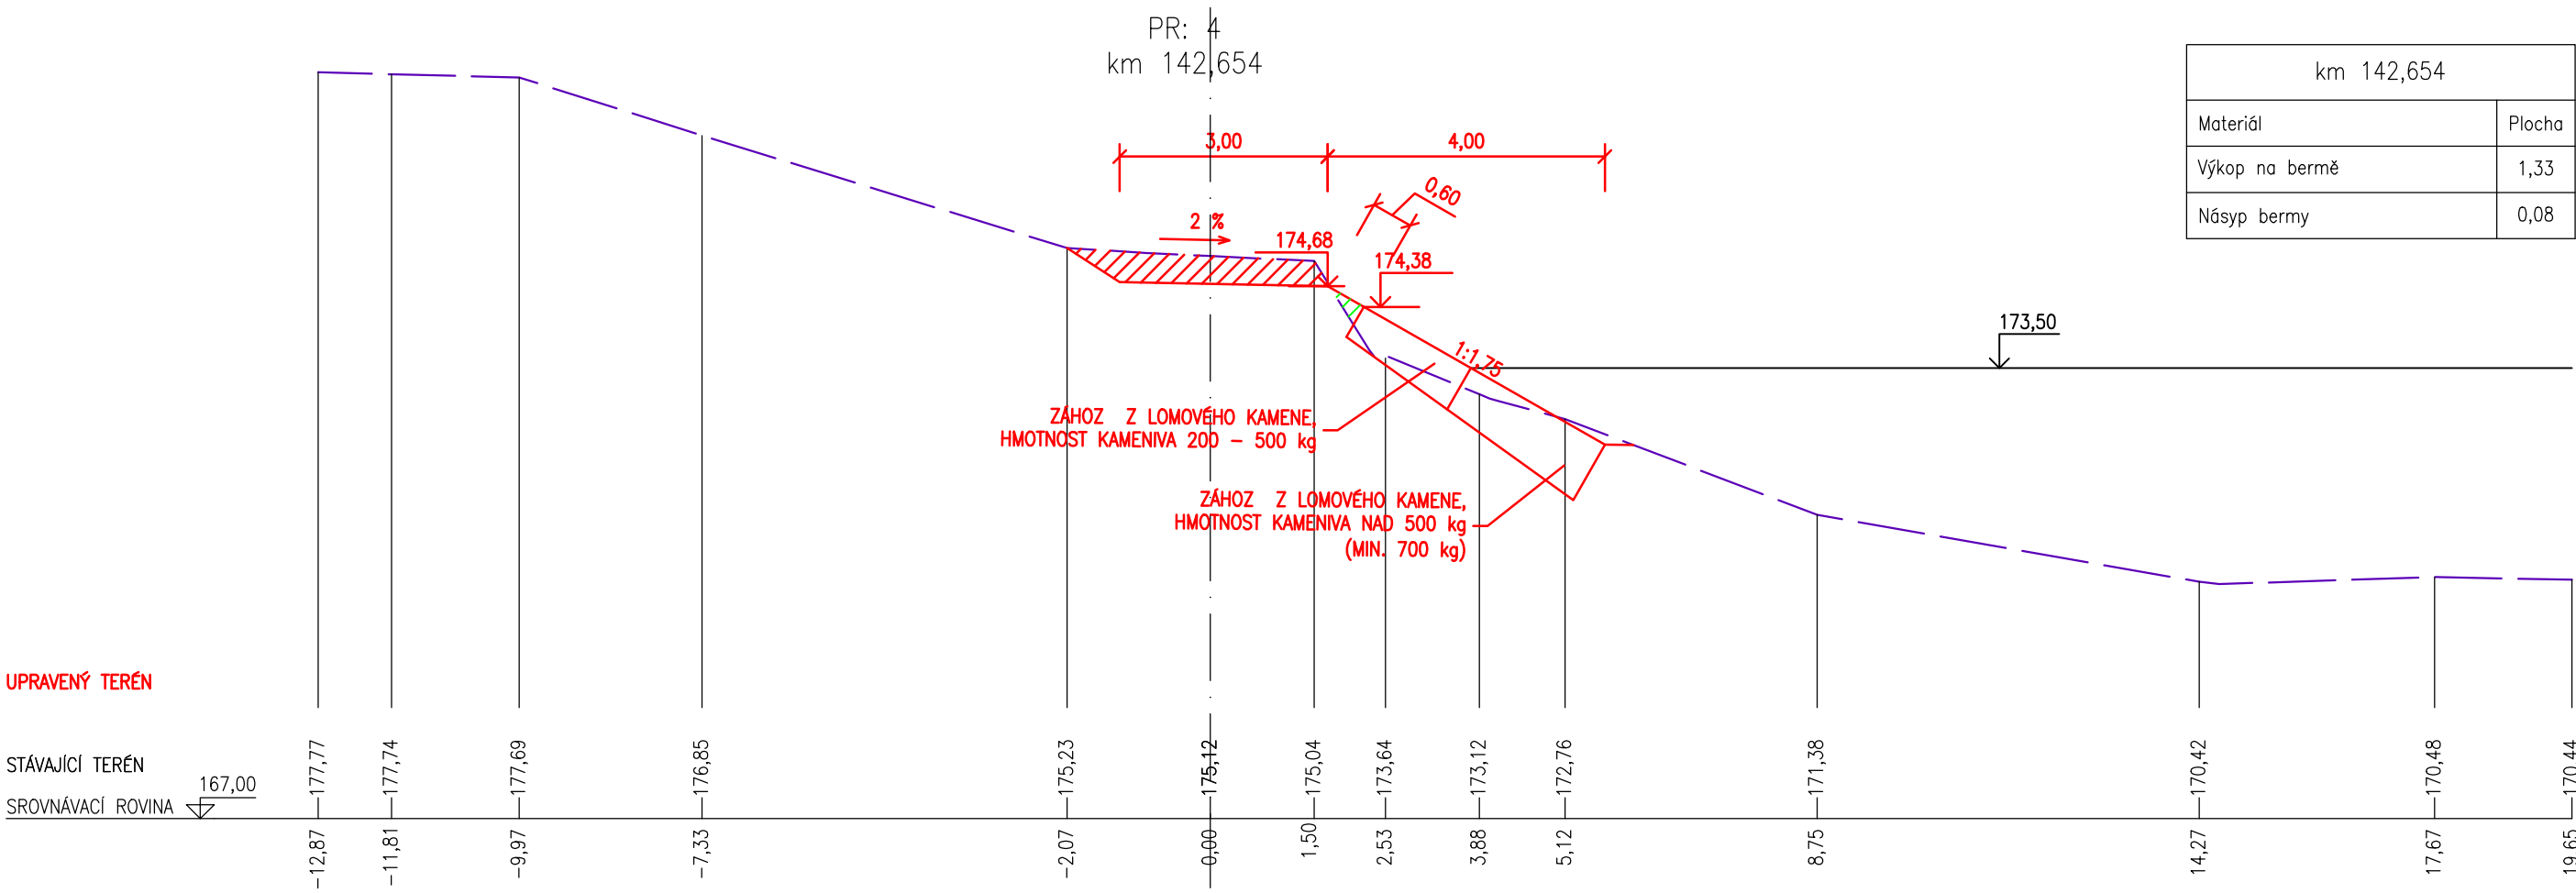 PR: 4
km 142,654
km 142,654
Materiál Plocha
Výkop na bermě 1,33
Násyp bermy 0,08
3,00
4,00
0,60
2 %
174,68
174,38
173,50
1:1,75
ZÁHOZ Z LOMOVÉHO KAMENE,
HMOTNOST KAMENIVA 200 – 500 kg
ZÁHOZ Z LOMOVÉHO KAMENE,
HMOTNOST KAMENIVA NAD 500 kg
(MIN. 700 kg)
UPRAVENÝ TERÉN
STÁVAJÍCÍ TERÉN
177,77 177,74 177,69 176,85 175,23 175,12 175,04 173,64 173,12 172,76 171,38 170,42 170,48 170,44
SROVNÁVACÍ ROVINA 167,00
-12,87 -11,81 -9,97 -7,33 -2,07 0,00 1,50 2,53 3,88 5,12 8,75 14,27 17,67 19,65